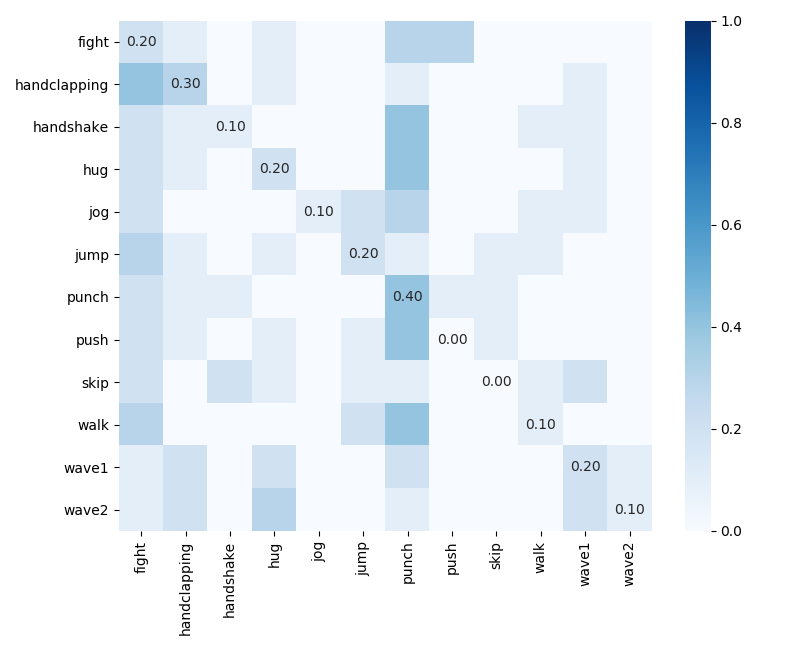 fight 0.20
handclapping 0.30
handshake 0.10
hug 0.20
jog 0.10
jump 0.20
punch 0.40
push 0.00
skip 0.00
walk 0.10
wave1 0.20
wave2 0.10
fight handclapping handshake hug jog jump punch push skip walk wave1 wave2
1.0
0.8
0.6
0.4
0.2
0.0